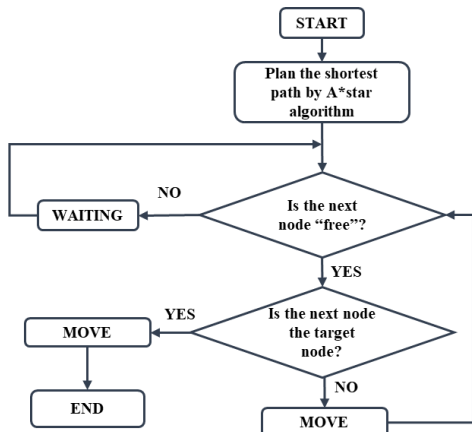 START
Plan the shortest
path by A*star
algorithm
NO
WAITING
Is the next
node “free”?
YES
YES
Is the next node
the target
node?
MOVE
NO
END
MOVE